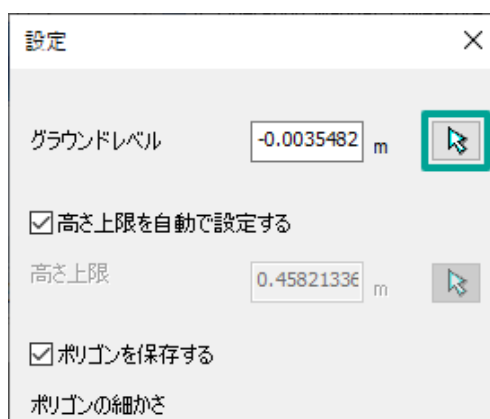 設定
グラウンドレベル -0.0035482 m
高さ上限を自動で設定する
高さ上限 0.45821336 m
ポリゴンを保存する
ポリゴンの細かさ